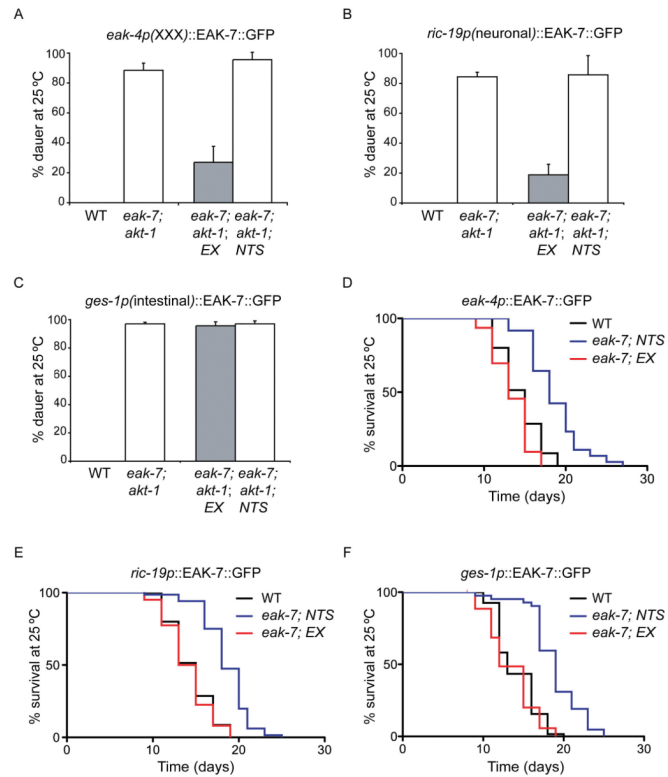 A
eak-4p(XXX)::EAK-7::GFP
% dauer at 25 ºC
100
80
60
40
20
0
WT
eak-7;
akt-1
eak-7;
akt-1;
EX
eak-7;
akt-1;
NTS
B
ric-19p(neuronal)::EAK-7::GFP
% dauer at 25 ºC
100
80
60
40
20
0
WT
eak-7;
akt-1
eak-7;
akt-1;
EX
eak-7;
akt-1;
NTS
C
ges-1p(intestinal)::EAK-7::GFP
% dauer at 25 ºC
100
80
60
40
20
0
WT
eak-7;
akt-1
eak-7;
akt-1;
EX
eak-7;
akt-1;
NTS
D
eak-4p::EAK-7::GFP
WT
eak-7; NTS
eak-7; EX
% survival at 25 ºC
100
50
0
0 10 20 30
Time (days)
E
ric-19p::EAK-7::GFP
WT
eak-7; NTS
eak-7; EX
% survival at 25 ºC
100
50
0
0 10 20 30
Time (days)
F
ges-1p::EAK-7::GFP
WT
eak-7; NTS
eak-7; EX
% survival at 25 ºC
100
50
0
0 10 20 30
Time (days)